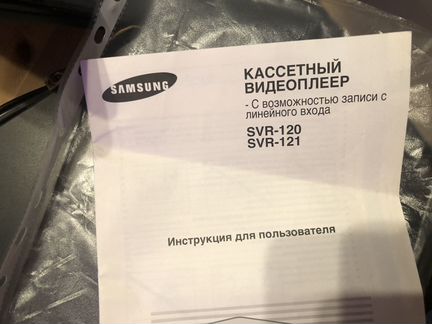 SAMSUNG
КАССЕТНЫЙ
ВИДЕОПЛЕЕР
- С возможностью записи с
линейного входа
SVR-120
SVR-121
Инструкция для пользователя